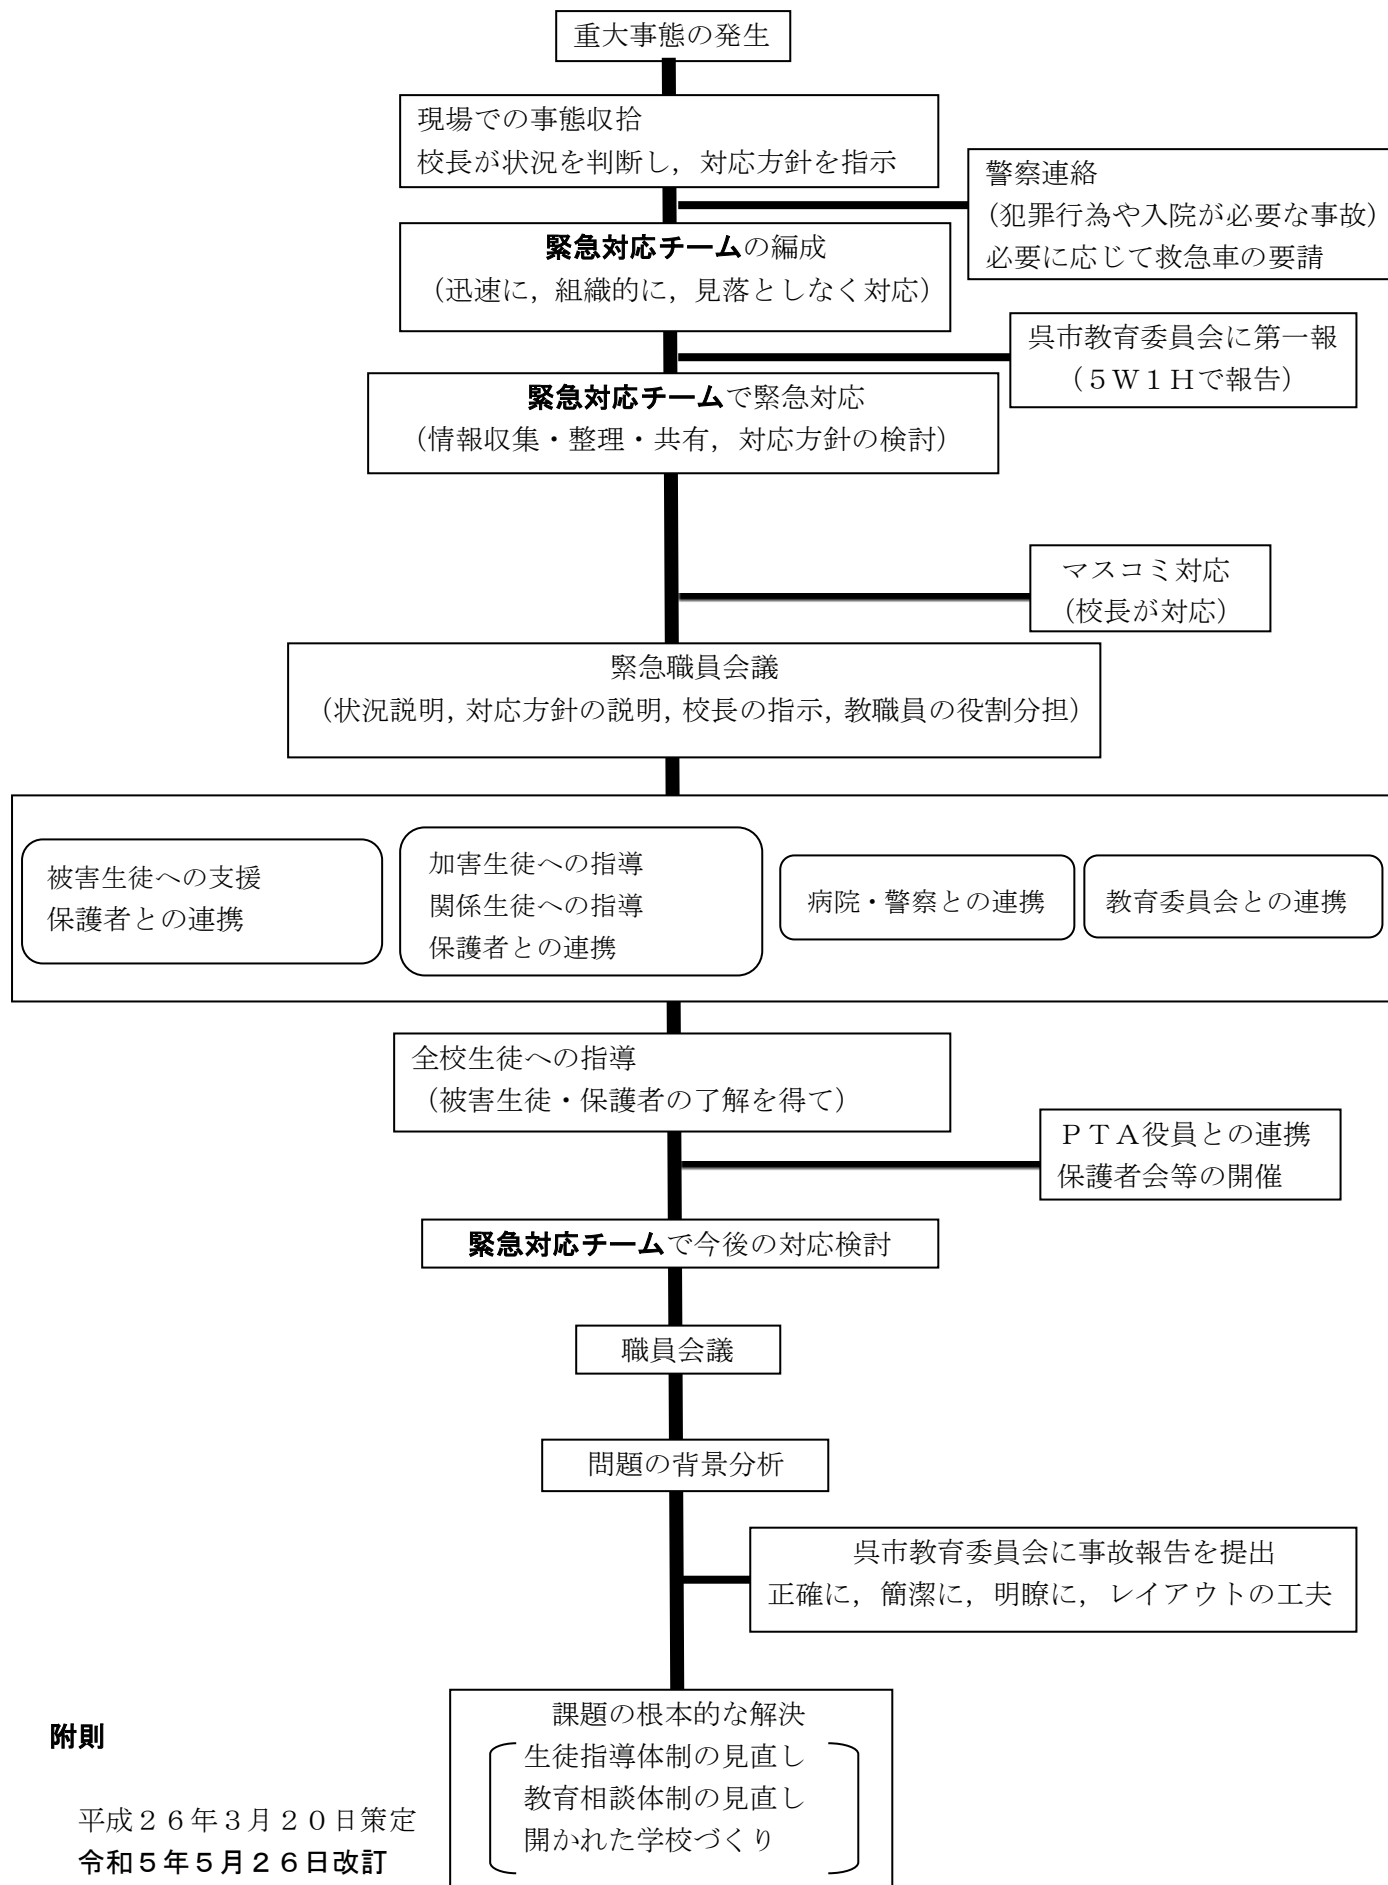 重大事態の発生
現場での事態収拾
校長が状況を判断し，対応方針を指示
警察連絡
（犯罪行為や入院が必要な事故）
必要に応じて救急車の要請
緊急対応チームの編成
（迅速に，組織的に，見落としなく対応）
呉市教育委員会に第一報
（５Ｗ１Ｈで報告）
緊急対応チームで緊急対応
（情報収集・整理・共有，対応方針の検討）
マスコミ対応
（校長が対応）
緊急職員会議
（状況説明，対応方針の説明，校長の指示，教職員の役割分担）
被害生徒への支援
保護者との連携
加害生徒への指導
関係生徒への指導
保護者との連携
病院・警察との連携
教育委員会との連携
全校生徒への指導
（被害生徒・保護者の了解を得て）
ＰＴＡ役員との連携
保護者会等の開催
緊急対応チームで今後の対応検討
職員会議
問題の背景分析
呉市教育委員会に事故報告を提出
正確に，簡潔に，明瞭に，レイアウトの工夫
課題の根本的な解決
生徒指導体制の見直し
教育相談体制の見直し
開かれた学校づくり
附則
平成２６年３月２０日策定
令和５年５月２６日改訂